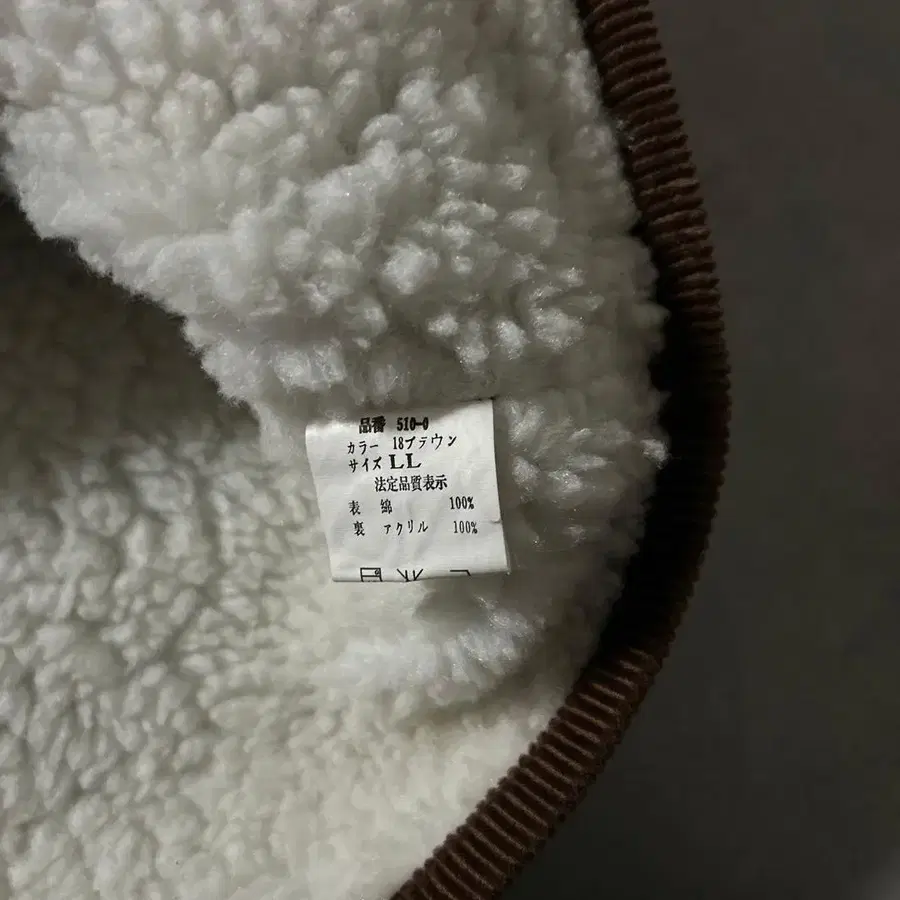 品番 510-0
カラー 18ブラウン
サイズ LL
法定品質表示
表 綿 100%
裏 アクリル 100%